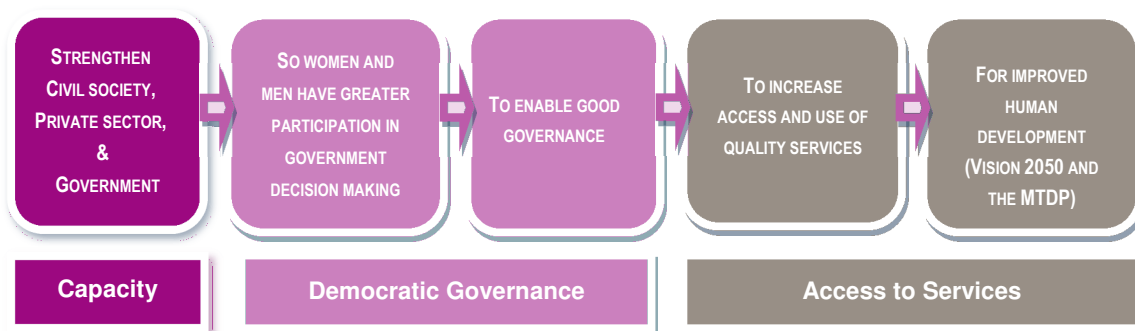 STRENGTHEN
CIVIL SOCIETY,
PRIVATE SECTOR,
&
GOVERNMENT
SO WOMEN AND
MEN HAVE GREATER
PARTICIPATION IN
GOVERNMENT
DECISION MAKING
TO ENABLE GOOD
GOVERNANCE
TO INCREASE
ACCESS AND USE OF
QUALITY SERVICES
FOR IMPROVED
HUMAN
DEVELOPMENT
(VISION 2050 AND
THE MTDP)
Capacity
Democratic Governance
Access to Services